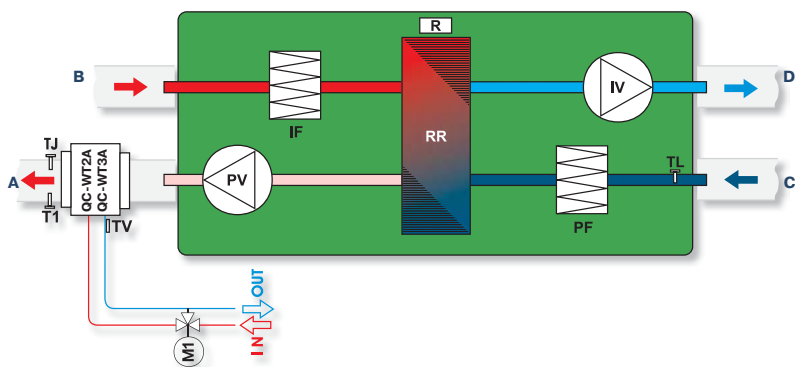 R
B
IF
RR
IV
D
TJ
QC-WT2A
QC-WT3A
A
T1
TV
PV
PF
TL
C
OUT
IN
M1